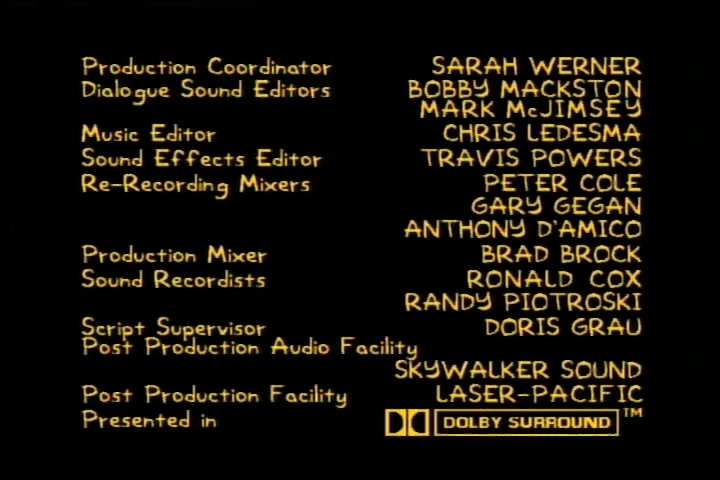 Production Coordinator SARAH WERNER
Dialogue Sound Editors BOBBY MACKSTON
MARK McJIMSEY
Music Editor CHRIS LEDESMA
Sound Effects Editor TRAVIS POWERS
Re-Recording Mixers PETER COLE
GARY GEGAN
ANTHONY D'AMICO
Production Mixer BRAD BROCK
Sound Recordists RONALD COX
RANDY PIOTROSKI
Script Supervisor DORIS GRAU
Post Production Audio Facility
SKYWALKER SOUND
Post Production Facility LASER-PACIFIC
Presented in DOLBY SURROUND™